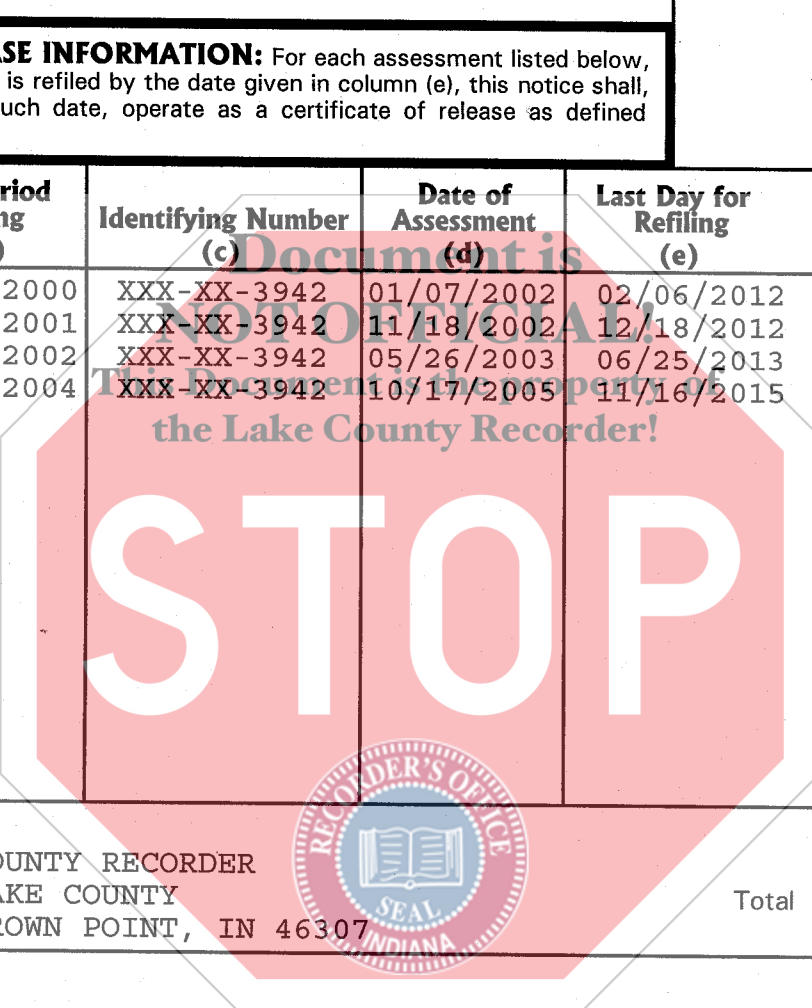 SE INFORMATION: For each assessment listed below,
is refiled by the date given in column (e), this notice shall,
uch date, operate as a certificate of release as defined
riod
ng
)
Identifying Number
(c)
Date of
Assessment
(d)
Last Day for
Refiling
(e)
Document is
NOT OFFICIAL!
This Document is the property of
the Lake County Recorder!
2000 XXX-XX-3942 01/07/2002 02/06/2012
2001 XXX-XX-3942 11/18/2002 12/18/2012
2002 XXX-XX-3942 05/26/2003 06/25/2013
2004 XXX-XX-3942 10/17/2005 11/16/2015
STOP
RECORDER'S OFFICE
SEAL
INDIANA
OUNTY RECORDER
AKE COUNTY
ROWN POINT, IN 46307
Total